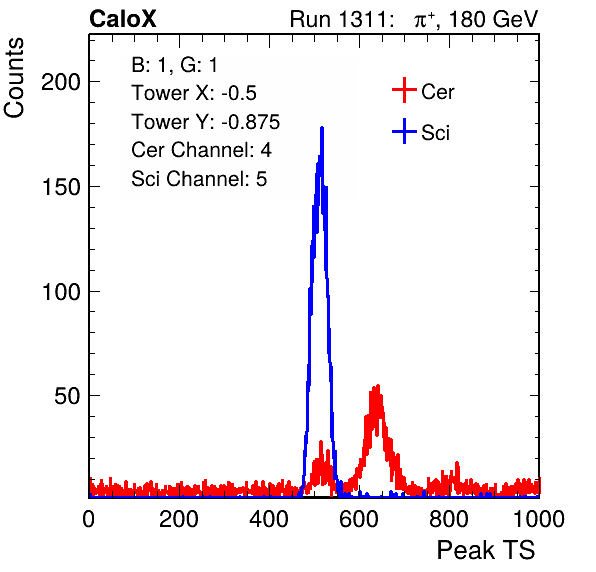 CaloX Run 1311: π⁺, 180 GeV
Counts
B: 1, G: 1
Tower X: -0.5
Tower Y: -0.875
Cer Channel: 4
Sci Channel: 5
Cer
Sci
200
150
100
50
0 200 400 600 800 1000
Peak TS